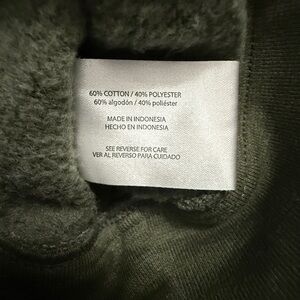 60% COTTON / 40% POLYESTER
60% algodón / 40% poliéster
MADE IN INDONESIA
HECHO EN INDONESIA
SEE REVERSE FOR CARE
VER AL REVERSO PARA CUIDADO